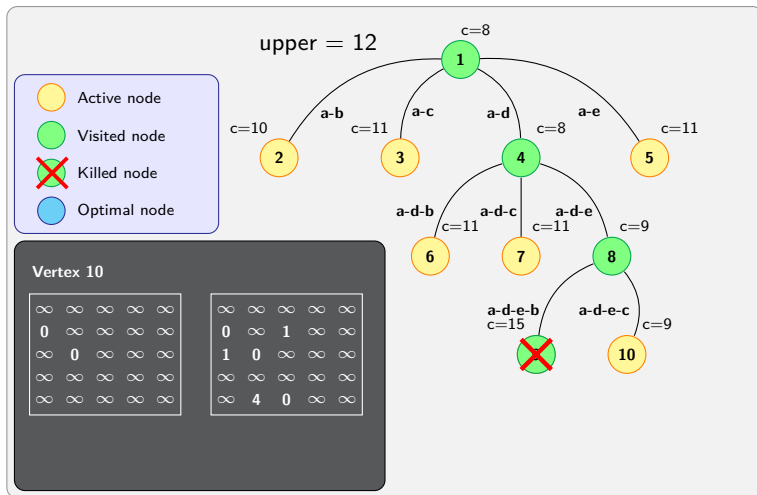 upper = 12
c=8
1
Active node
Visited node
Killed node
Optimal node
a-b
a-c
a-d
a-e
c=10
c=11
c=8
c=11
2
3
4
5
a-d-b
a-d-c
a-d-e
c=11
c=11
c=9
6
7
8
a-d-e-b
a-d-e-c
c=15
c=9
10
Vertex 10
∞ ∞ ∞ ∞ ∞
0 ∞ ∞ ∞ ∞
∞ 0 ∞ ∞ ∞
∞ ∞ ∞ ∞ ∞
∞ ∞ ∞ ∞ ∞
∞ ∞ ∞ ∞ ∞
0 ∞ 1 ∞ ∞
1 0 ∞ ∞ ∞
∞ ∞ ∞ ∞ ∞
∞ 4 0 ∞ ∞